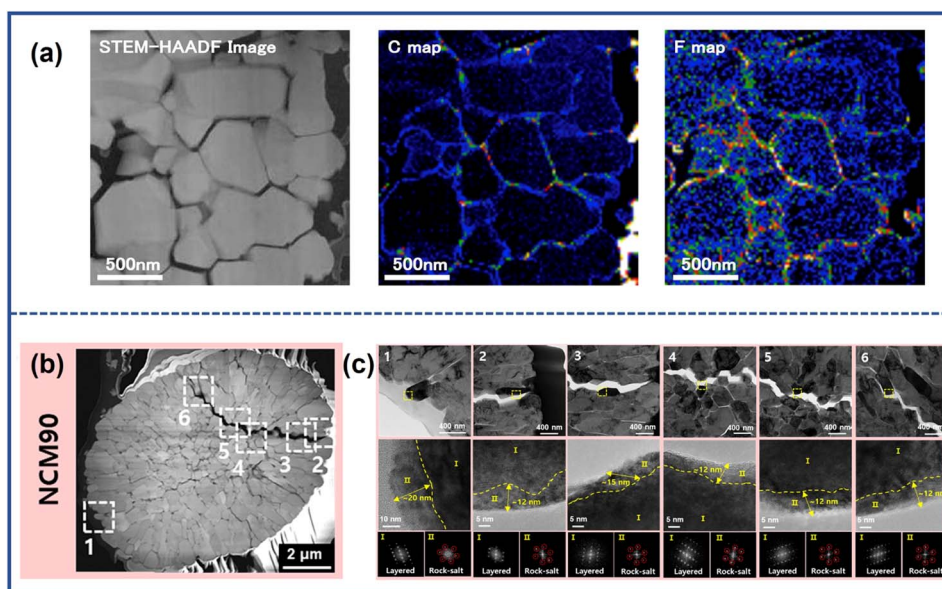 (a)
STEM-HAADF Image
C map
F map
500nm
500nm
500nm
(b)
NCM90
1
2
3
4
5
6
2 μm
(c)
1
2
3
4
5
6
400 nm
400 nm
400 nm
400 nm
400 nm
400 nm
II
I
~20 nm
10 nm
I
II
~12 nm
5 nm
II
~15 nm
I
5 nm
II
~12 nm
I
5 nm
I
II
~12 nm
5 nm
I
II
~12 nm
5 nm
I
II
I
II
I
II
I
II
I
II
I
II
Layered
Rock-salt
Layered
Rock-salt
Layered
Rock-salt
Layered
Rock-salt
Layered
Rock-salt
Layered
Rock-salt